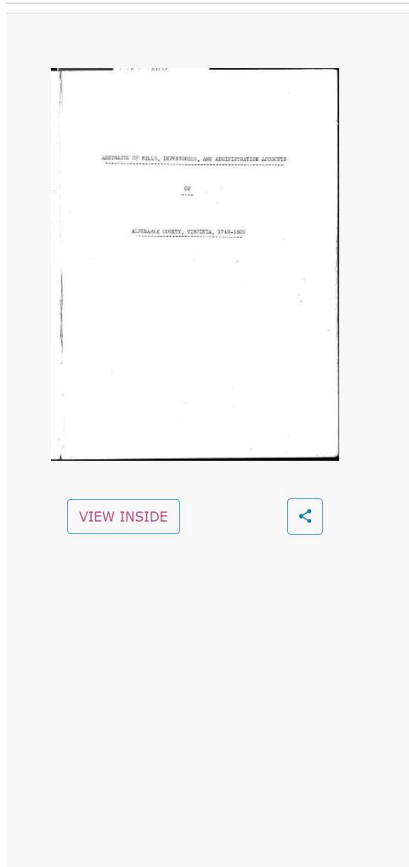 ABSTRACTS OF WILLS, INVENTORIES, AND ADMINISTRATION ACCOUNTS
OF
ALBEMARLE COUNTY, VIRGINIA, 1748-1800
VIEW INSIDE